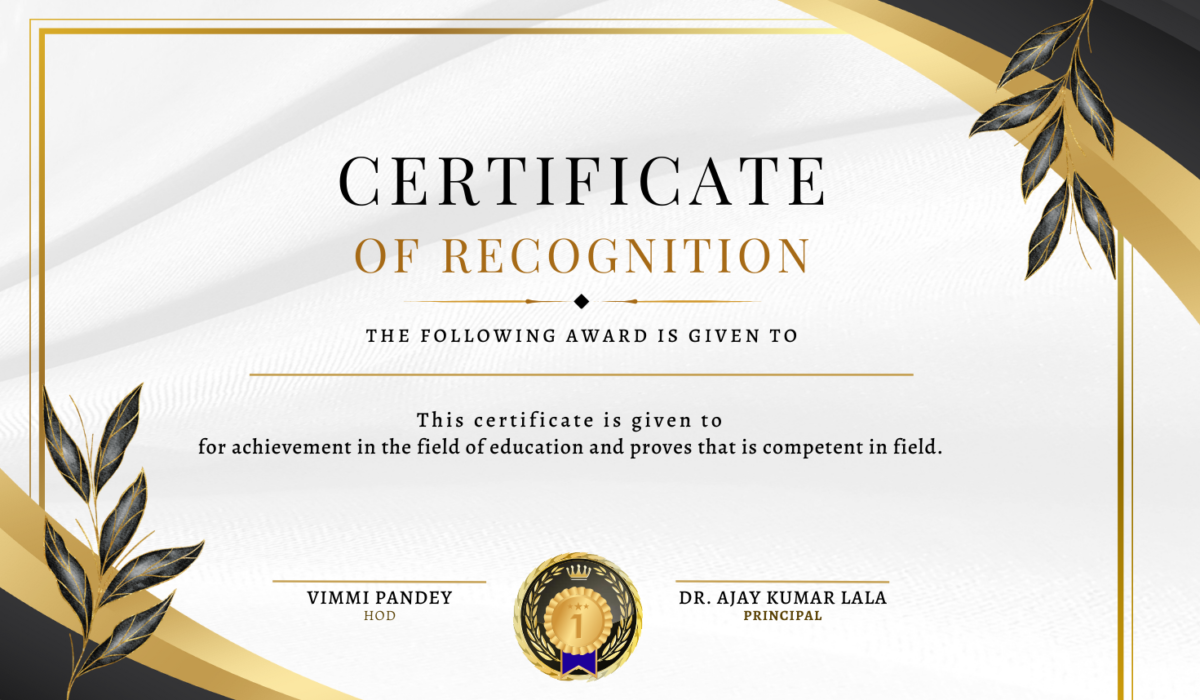 CERTIFICATE
OF RECOGNITION
THE FOLLOWING AWARD IS GIVEN TO
This certificate is given to
for achievement in the field of education and proves that is competent in field.
VIMMI PANDEY
HOD
1
DR. AJAY KUMAR LALA
PRINCIPAL